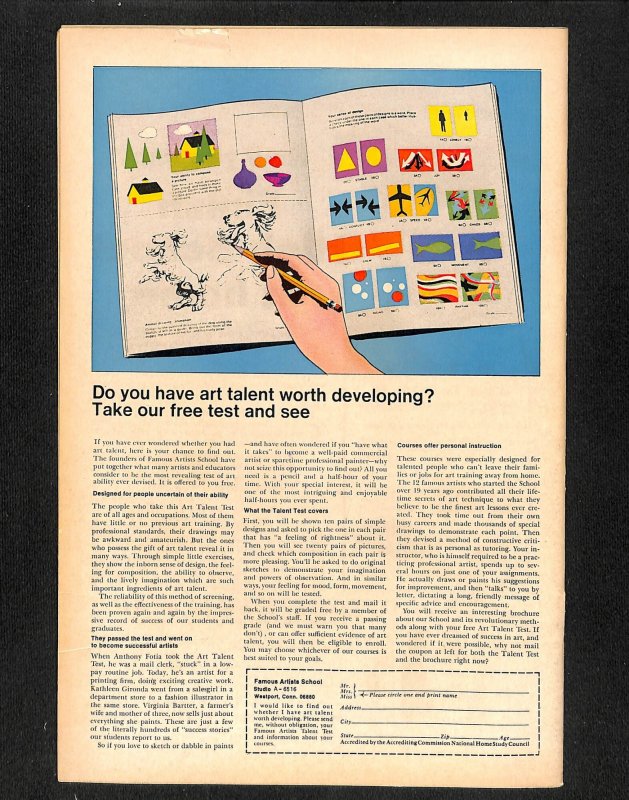 Your sense of design
Do you have art talent worth developing?
Take our free test and see
If you have ever wondered whether you had
art talent, here is your chance to find out.
The founders of Famous Artists School have
put together what many artists and educators
consider to be the most revealing test of art
ability ever devised. It is offered to you free.
Designed for people uncertain of their ability
The people who take this Art Talent Test
are of all ages and occupations. Most of them
have little or no previous art training. By
professional standards, their drawings may
be awkward and amateurish. But the ones
who possess the gift of art talent reveal it in
many ways. Through simple little exercises,
they show the inborn sense of design, the feel-
ing for composition, the ability to observe,
and the lively imagination which are such
important ingredients of art talent.
The reliability of this method of screening,
as well as the effectiveness of the training, has
been proven again and again by the impres-
sive record of success of our students and
graduates.
They passed the test and went on
to become successful artists
When Anthony Fotia took the Art Talent
Test, he was a mail clerk, "stuck" in a low-
pay routine job. Today, he's an artist for a
printing firm, doing exciting creative work.
Kathleen Gironda went from a salesgirl in a
department store to a fashion illustrator in
the same store. Virginia Bartter, a farmer's
wife and mother of three, now sells just about
everything she paints. These are just a few
of the literally hundreds of "success stories"
our students report to us.
So if you love to sketch or dabble in paints
—and have often wondered if you "have what
it takes" to become a well-paid commercial
artist or sparetime professional painter—why
not seize this opportunity to find out? All you
need is a pencil and a half-hour of your
time. With your special interest, it will be
one of the most intriguing and enjoyable
half-hours you ever spent.
What the Talent Test covers
First, you will be shown ten pairs of simple
designs and asked to pick the one in each pair
that has "a feeling of rightness" about it.
Then you will see twenty pairs of pictures,
and check which composition in each pair is
more pleasing. You'll be asked to do original
sketches to demonstrate your imagination
and powers of observation. And in similar
ways, your feeling for mood, form, movement,
and so on will be tested.
When you complete the test and mail it
back, it will be graded free by a member of
the School's staff. If you receive a passing
grade (and we must warn you that many
don't), or can offer sufficient evidence of art
talent, you will then be eligible to enroll.
You may choose whichever of our courses is
best suited to your goals.
Courses offer personal instruction
These courses were especially designed for
talented people who can't leave their fami-
lies or jobs for art training away from home.
The 12 famous artists who started the School
over 19 years ago contributed all their life-
time secrets of art technique to what they
believe to be the finest art lessons ever cre-
ated. They took time out from their own
busy careers and made thousands of special
drawings to demonstrate each point. Then
they devised a method of constructive criti-
cism that is as personal as tutoring. Your in-
structor, who is himself required to be a prac-
ticing professional artist, spends up to sev-
eral hours on just one of your assignments.
He actually draws or paints his suggestions
for improvement, and then "talks" to you by
letter, dictating a long, friendly message of
specific advice and encouragement.
You will receive an interesting brochure
about our School and its revolutionary meth-
ods along with your free Art Talent Test. If
you have ever dreamed of success in art, and
wondered if it were possible, why not mail
the coupon at left for both the Talent Test
and the brochure right now?
Famous Artists School
Studio A-6516
Westport, Conn. 06880
I would like to find out
whether I have art talent
worth developing. Please send
me, without obligation, your
Famous Artists Talent Test
and information about your
courses.
Mr.
Mrs.
Miss
Please circle one and print name
Address
City
State Zip Age
Accredited by the Accrediting Commission National Home Study Council